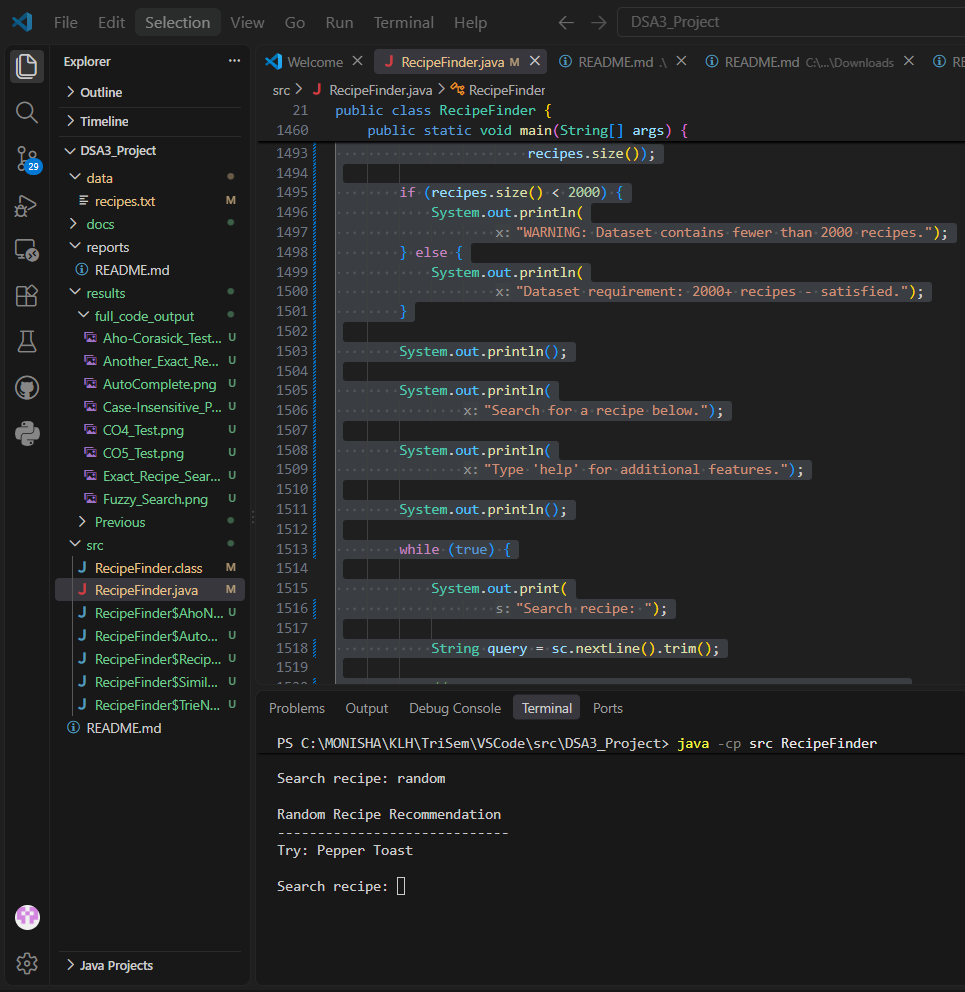 File Edit Selection View Go Run Terminal Help
DSA3_Project
Explorer ...
Outline
Timeline
DSA3_Project
data
recipes.txt M
docs
reports
README.md
results
full_code_output
Aho-Corasick_Test... U
Another_Exact_Re... U
AutoComplete.png U
Case-Insensitive_P... U
CO4_Test.png U
CO5_Test.png U
Exact_Recipe_Sear... U
Fuzzy_Search.png U
Previous
src
RecipeFinder.class M
RecipeFinder.java M
RecipeFinder$AhoN... U
RecipeFinder$Auto... U
RecipeFinder$Recip... U
RecipeFinder$Simil... U
RecipeFinder$TrieN... U
README.md
Java Projects
29
Welcome RecipeFinder.java M README.md .\ README.md C:\...\Downloads RE
src > RecipeFinder.java > RecipeFinder
21 public class RecipeFinder {
1460 public static void main(String[] args) {
1493 recipes.size());
1494
1495 if (recipes.size() < 2000) {
1496 System.out.println(
1497 x: "WARNING: Dataset contains fewer than 2000 recipes.");
1498 } else {
1499 System.out.println(
1500 x: "Dataset requirement: 2000+ recipes - satisfied.");
1501 }
1502
1503 System.out.println();
1504
1505 System.out.println(
1506 x: "Search for a recipe below.");
1507
1508 System.out.println(
1509 x: "Type 'help' for additional features.");
1510
1511 System.out.println();
1512
1513 while (true) {
1514
1515 System.out.print(
1516 s: "Search recipe: ");
1517
1518 String query = sc.nextLine().trim();
1519
Problems Output Debug Console Terminal Ports
PS C:\MONISHA\KLH\TriSem\VSCode\src\DSA3_Project> java -cp src RecipeFinder
Search recipe: random
Random Recipe Recommendation
-----------------------------
Try: Pepper Toast
Search recipe: